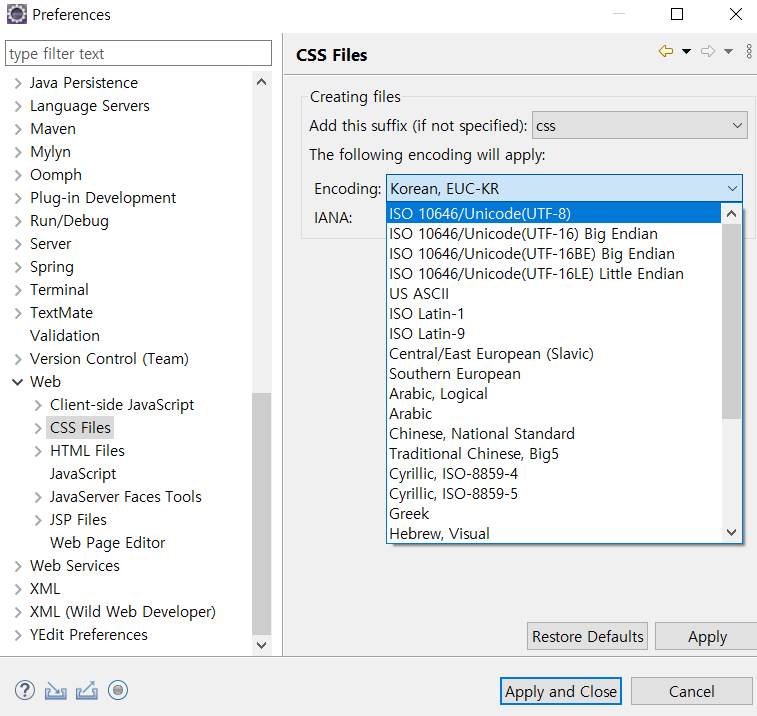 Preferences
type filter text
Java Persistence
Language Servers
Maven
Mylyn
Oomph
Plug-in Development
Run/Debug
Server
Spring
Terminal
TextMate
Validation
Version Control (Team)
Web
Client-side JavaScript
CSS Files
HTML Files
JavaScript
JavaServer Faces Tools
JSP Files
Web Page Editor
Web Services
XML
XML (Wild Web Developer)
YEdit Preferences
CSS Files
Creating files
Add this suffix (if not specified): css
The following encoding will apply:
Encoding: Korean, EUC-KR
IANA:
ISO 10646/Unicode(UTF-8)
ISO 10646/Unicode(UTF-16) Big Endian
ISO 10646/Unicode(UTF-16BE) Big Endian
ISO 10646/Unicode(UTF-16LE) Little Endian
US ASCII
ISO Latin-1
ISO Latin-9
Central/East European (Slavic)
Southern European
Arabic, Logical
Arabic
Chinese, National Standard
Traditional Chinese, Big5
Cyrillic, ISO-8859-4
Cyrillic, ISO-8859-5
Greek
Hebrew, Visual
Restore Defaults Apply
? Apply and Close Cancel